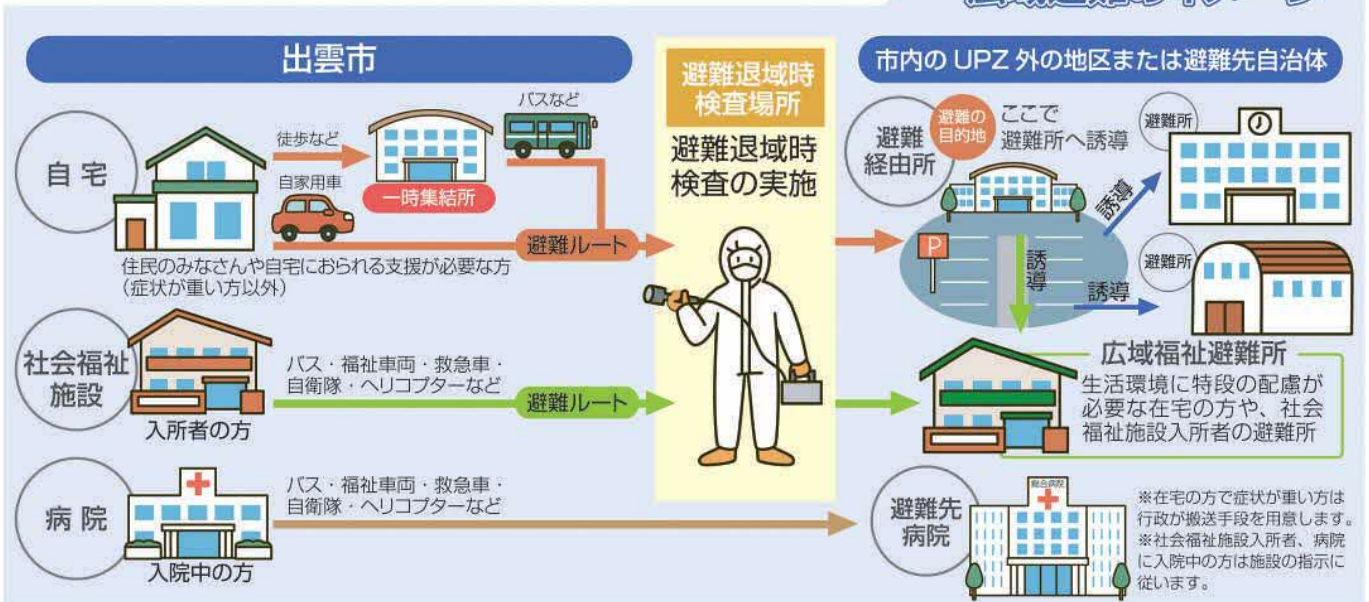 出雲市
避難退域時
検査場所
市内の UPZ 外の地区または避難先自治体
自宅
徒歩など
一時集結所
バスなど
自家用車
避難ルート
住民のみなさんや自宅におられる支援が必要な方
(症状が重い方以外)
避難退域時
検査の実施
避難
経由所
避難の
目的地
ここで
避難所へ誘導
避難所
誘導
P
誘導
避難所
誘導
社会福祉
施設
入所者の方
バス・福祉車両・救急車・
自衛隊・ヘリコプターなど
避難ルート
広域福祉避難所
生活環境に特段の配慮が
必要な在宅の方や、社会
福祉施設入所者の避難所
病院
入院中の方
バス・福祉車両・救急車・
自衛隊・ヘリコプターなど
避難先
病院
総合病院
※在宅の方で症状が重い方は
行政が搬送手段を用意します。
※社会福祉施設入所者、病院
に入院中の方は施設の指示に
従います。